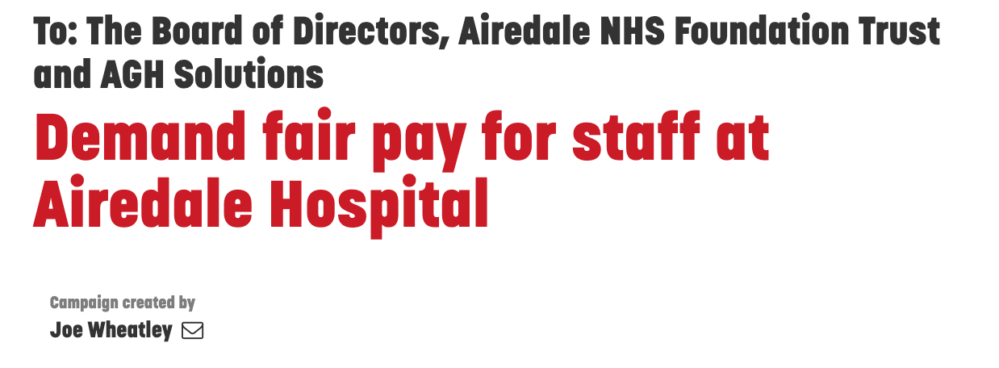 To: The Board of Directors, Airedale NHS Foundation Trust
and AGH Solutions
Demand fair pay for staff at
Airedale Hospital
Campaign created by
Joe Wheatley